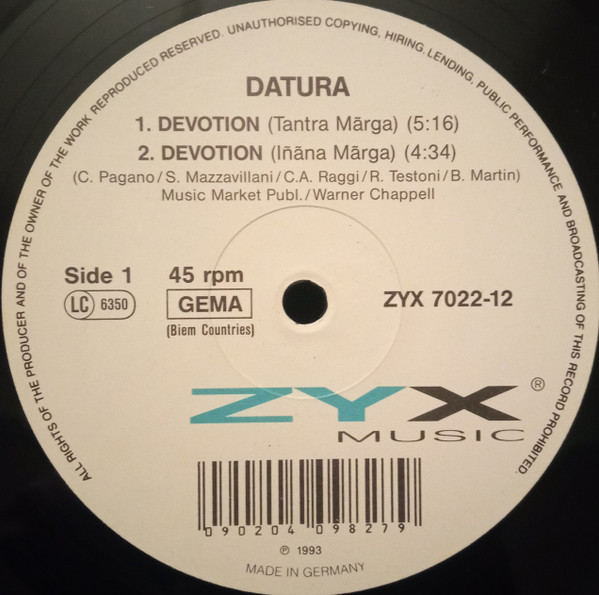 ALL RIGHTS OF THE PRODUCER AND OF THE OWNER OF THE WORK REPRODUCED RESERVED. UNAUTHORISED COPYING, HIRING, LENDING, PUBLIC PERFORMANCE AND BROADCASTING OF THIS RECORD PROHIBITED.
DATURA
1. DEVOTION (Tantra Mārga) (5:16)
2. DEVOTION (Iñāna Mārga) (4:34)
(C. Pagano/S. Mazzavillani/C.A. Raggi/R. Testoni/B. Martin)
Music Market Publ./Warner Chappell
Side 1 45 rpm
LC 6350 GEMA ZYX 7022-12
(Biem Countries)
ZYX ®
MUSIC
090204 098279
℗ 1993
MADE IN GERMANY